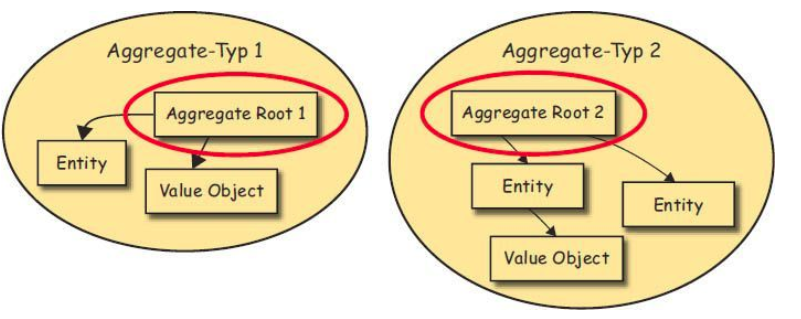 Aggregate-Typ 1
Aggregate Root 1
Entity
Value Object
Aggregate-Typ 2
Aggregate Root 2
Entity
Entity
Value Object